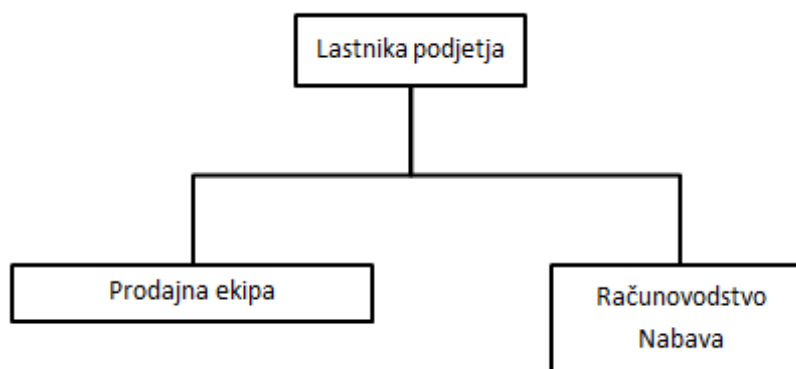 Lastnika podjetja
Prodajna ekipa
Računovodstvo
Nabava